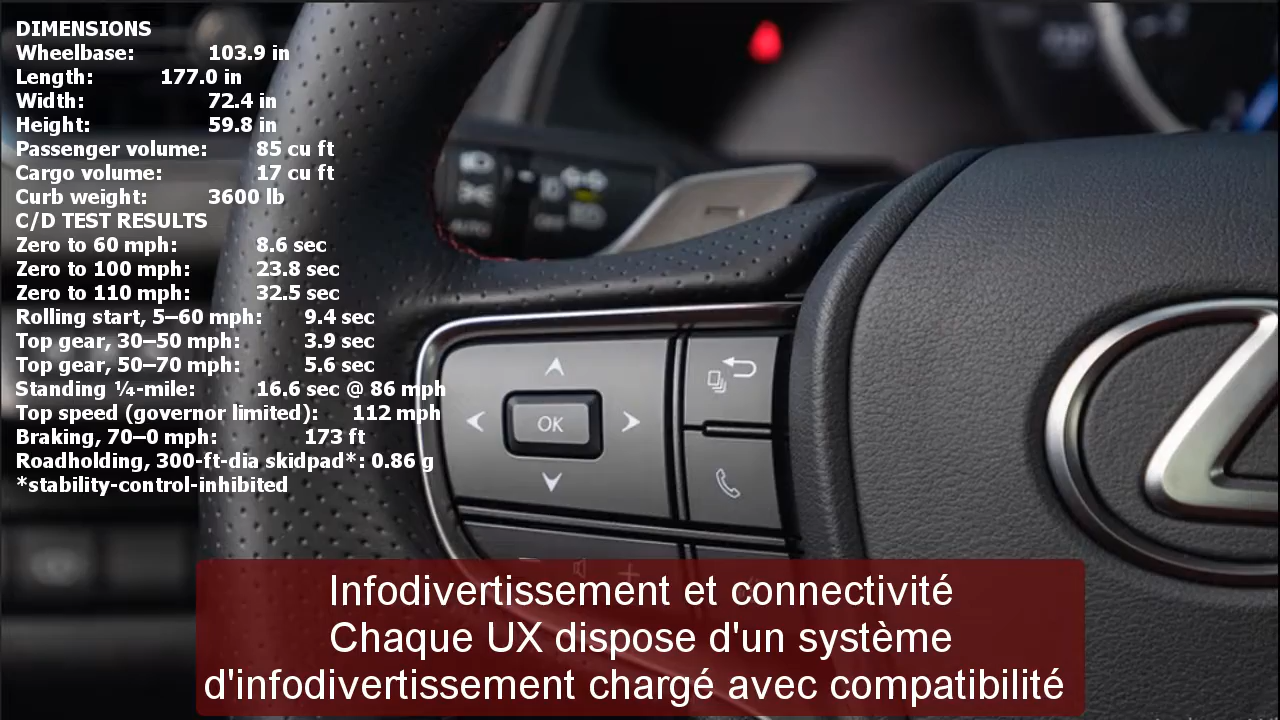 DIMENSIONS
Wheelbase: 103.9 in
Length: 177.0 in
Width: 72.4 in
Height: 59.8 in
Passenger volume: 85 cu ft
Cargo volume: 17 cu ft
Curb weight: 3600 lb
C/D TEST RESULTS
Zero to 60 mph: 8.6 sec
Zero to 100 mph: 23.8 sec
Zero to 110 mph: 32.5 sec
Rolling start, 5–60 mph: 9.4 sec
Top gear, 30–50 mph: 3.9 sec
Top gear, 50–70 mph: 5.6 sec
Standing ¼-mile: 16.6 sec @ 86 mph
Top speed (governor limited): 112 mph
Braking, 70–0 mph: 173 ft
Roadholding, 300-ft-dia skidpad*: 0.86 g
*stability-control-inhibited
OK
Infodivertissement et connectivité
Chaque UX dispose d'un système
d'infodivertissement chargé avec compatibilité